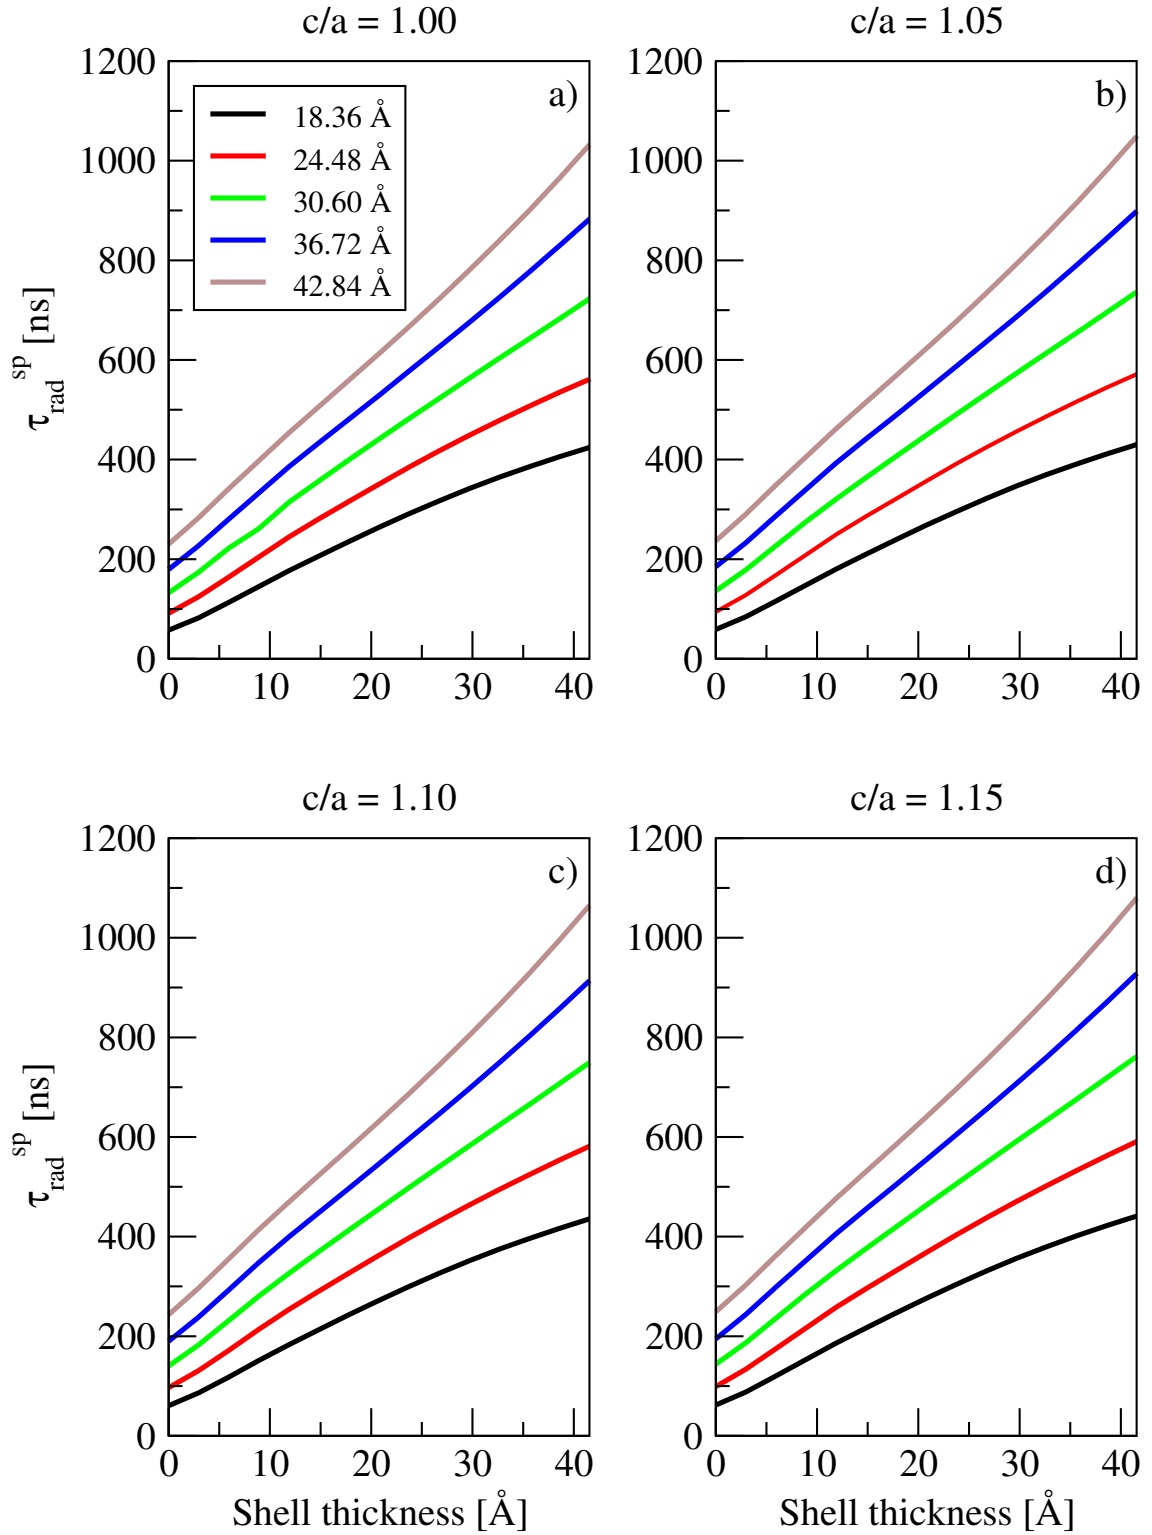 c/a = 1.00
c/a = 1.05
1200
1000
800
600
400
200
0
a)
18.36 Å
24.48 Å
30.60 Å
36.72 Å
42.84 Å
τ_rad^sp [ns]
0 10 20 30 40
1200
1000
800
600
400
200
0
b)
0 10 20 30 40
c/a = 1.10
c/a = 1.15
1200
1000
800
600
400
200
0
c)
τ_rad^sp [ns]
0 10 20 30 40
Shell thickness [Å]
1200
1000
800
600
400
200
0
d)
0 10 20 30 40
Shell thickness [Å]